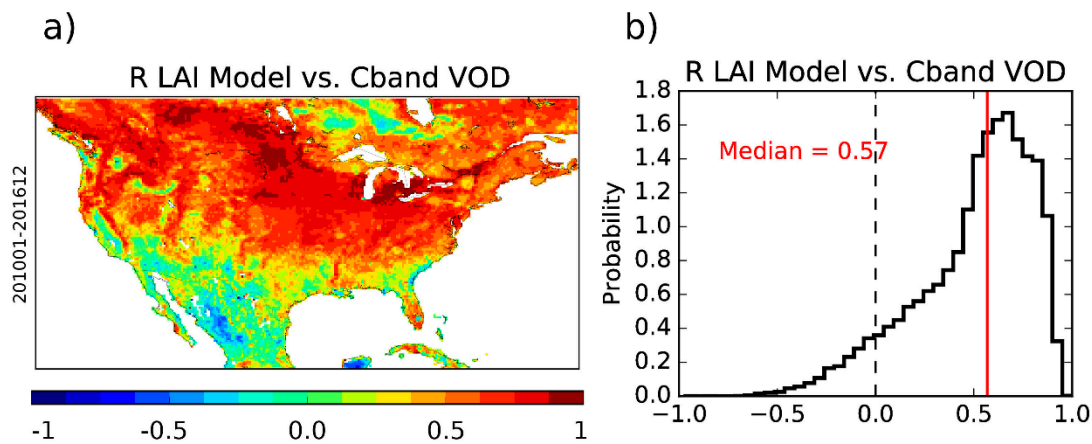 a)
R LAI Model vs. Cband VOD
201001-201612
-1 -0.5 0.0 0.5 1
b)
R LAI Model vs. Cband VOD
Probability
1.8
1.6
1.4
1.2
1.0
0.8
0.6
0.4
0.2
0.0
Median = 0.57
−1.0 −0.5 0.0 0.5 1.0